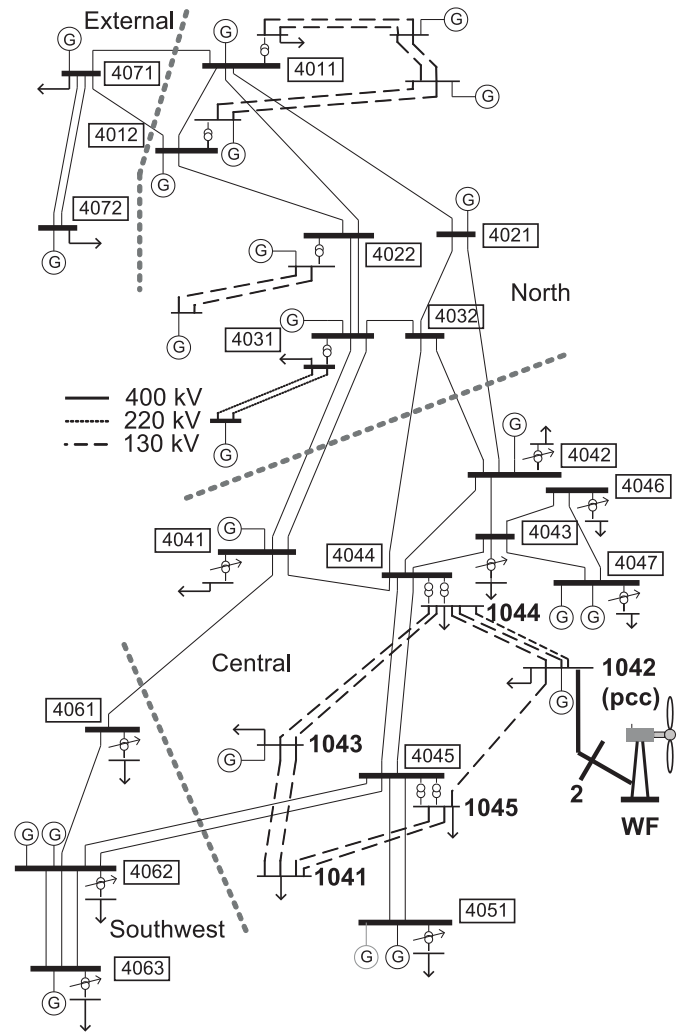 External
G
G
G
4071
4011
G
G
4012
G
G
4072
G
G
4021
G
4022
North
G
G
4031
4032
400 kV
220 kV
130 kV
G
G
4042
4046
G
4041
4043
4044
4047
G
G
1044
Central
1042
(pcc)
G
4061
1043
G
4045
2
1045
WF
G
G
4062
1041
Southwest
4051
G
G
4063
G